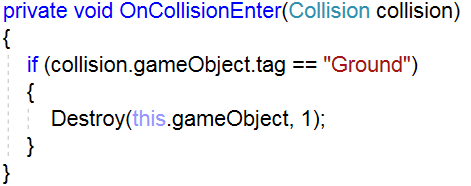 private void OnCollisionEnter(Collision collision)
{
if (collision.gameObject.tag == "Ground")
{
Destroy(this.gameObject, 1);
}
}